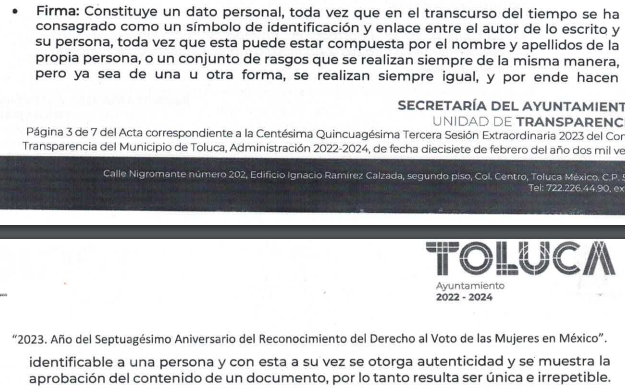 • Firma: Constituye un dato personal, toda vez que en el transcurso del tiempo se ha
consagrado como un símbolo de identificación y enlace entre el autor de lo escrito y
su persona, toda vez que esta puede estar compuesta por el nombre y apellidos de la
propia persona, o un conjunto de rasgos que se realizan siempre de la misma manera,
pero ya sea de una u otra forma, se realizan siempre igual, y por ende hacen
SECRETARÍA DEL AYUNTAMIENT
UNIDAD DE TRANSPARENC
Página 3 de 7 del Acta correspondiente a la Centésima Quincuagésima Tercera Sesión Extraordinaria 2023 del Con
Transparencia del Municipio de Toluca, Administración 2022-2024, de fecha diecisiete de febrero del año dos mil ve
Calle Nigromante número 202, Edificio Ignacio Ramírez Calzada, segundo piso, Col. Centro, Toluca México, C.P. 5
Tel: 722.226.44.90, ex
TOLUCA
Ayuntamiento
2022 - 2024
“2023. Año del Septuagésimo Aniversario del Reconocimiento del Derecho al Voto de las Mujeres en México”.
identificable a una persona y con esta a su vez se otorga autenticidad y se muestra la
aprobación del contenido de un documento, por lo tanto resulta ser única e irrepetible.